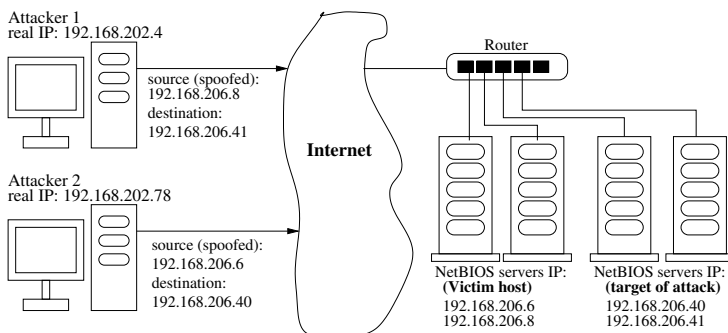 Attacker 1
real IP: 192.168.202.4
source (spoofed):
192.168.206.8
destination:
192.168.206.41
Attacker 2
real IP: 192.168.202.78
source (spoofed):
192.168.206.6
destination:
192.168.206.40
Internet
Router
NetBIOS servers IP:
(Victim host)
192.168.206.6
192.168.206.8
NetBIOS servers IP:
(target of attack)
192.168.206.40
192.168.206.41